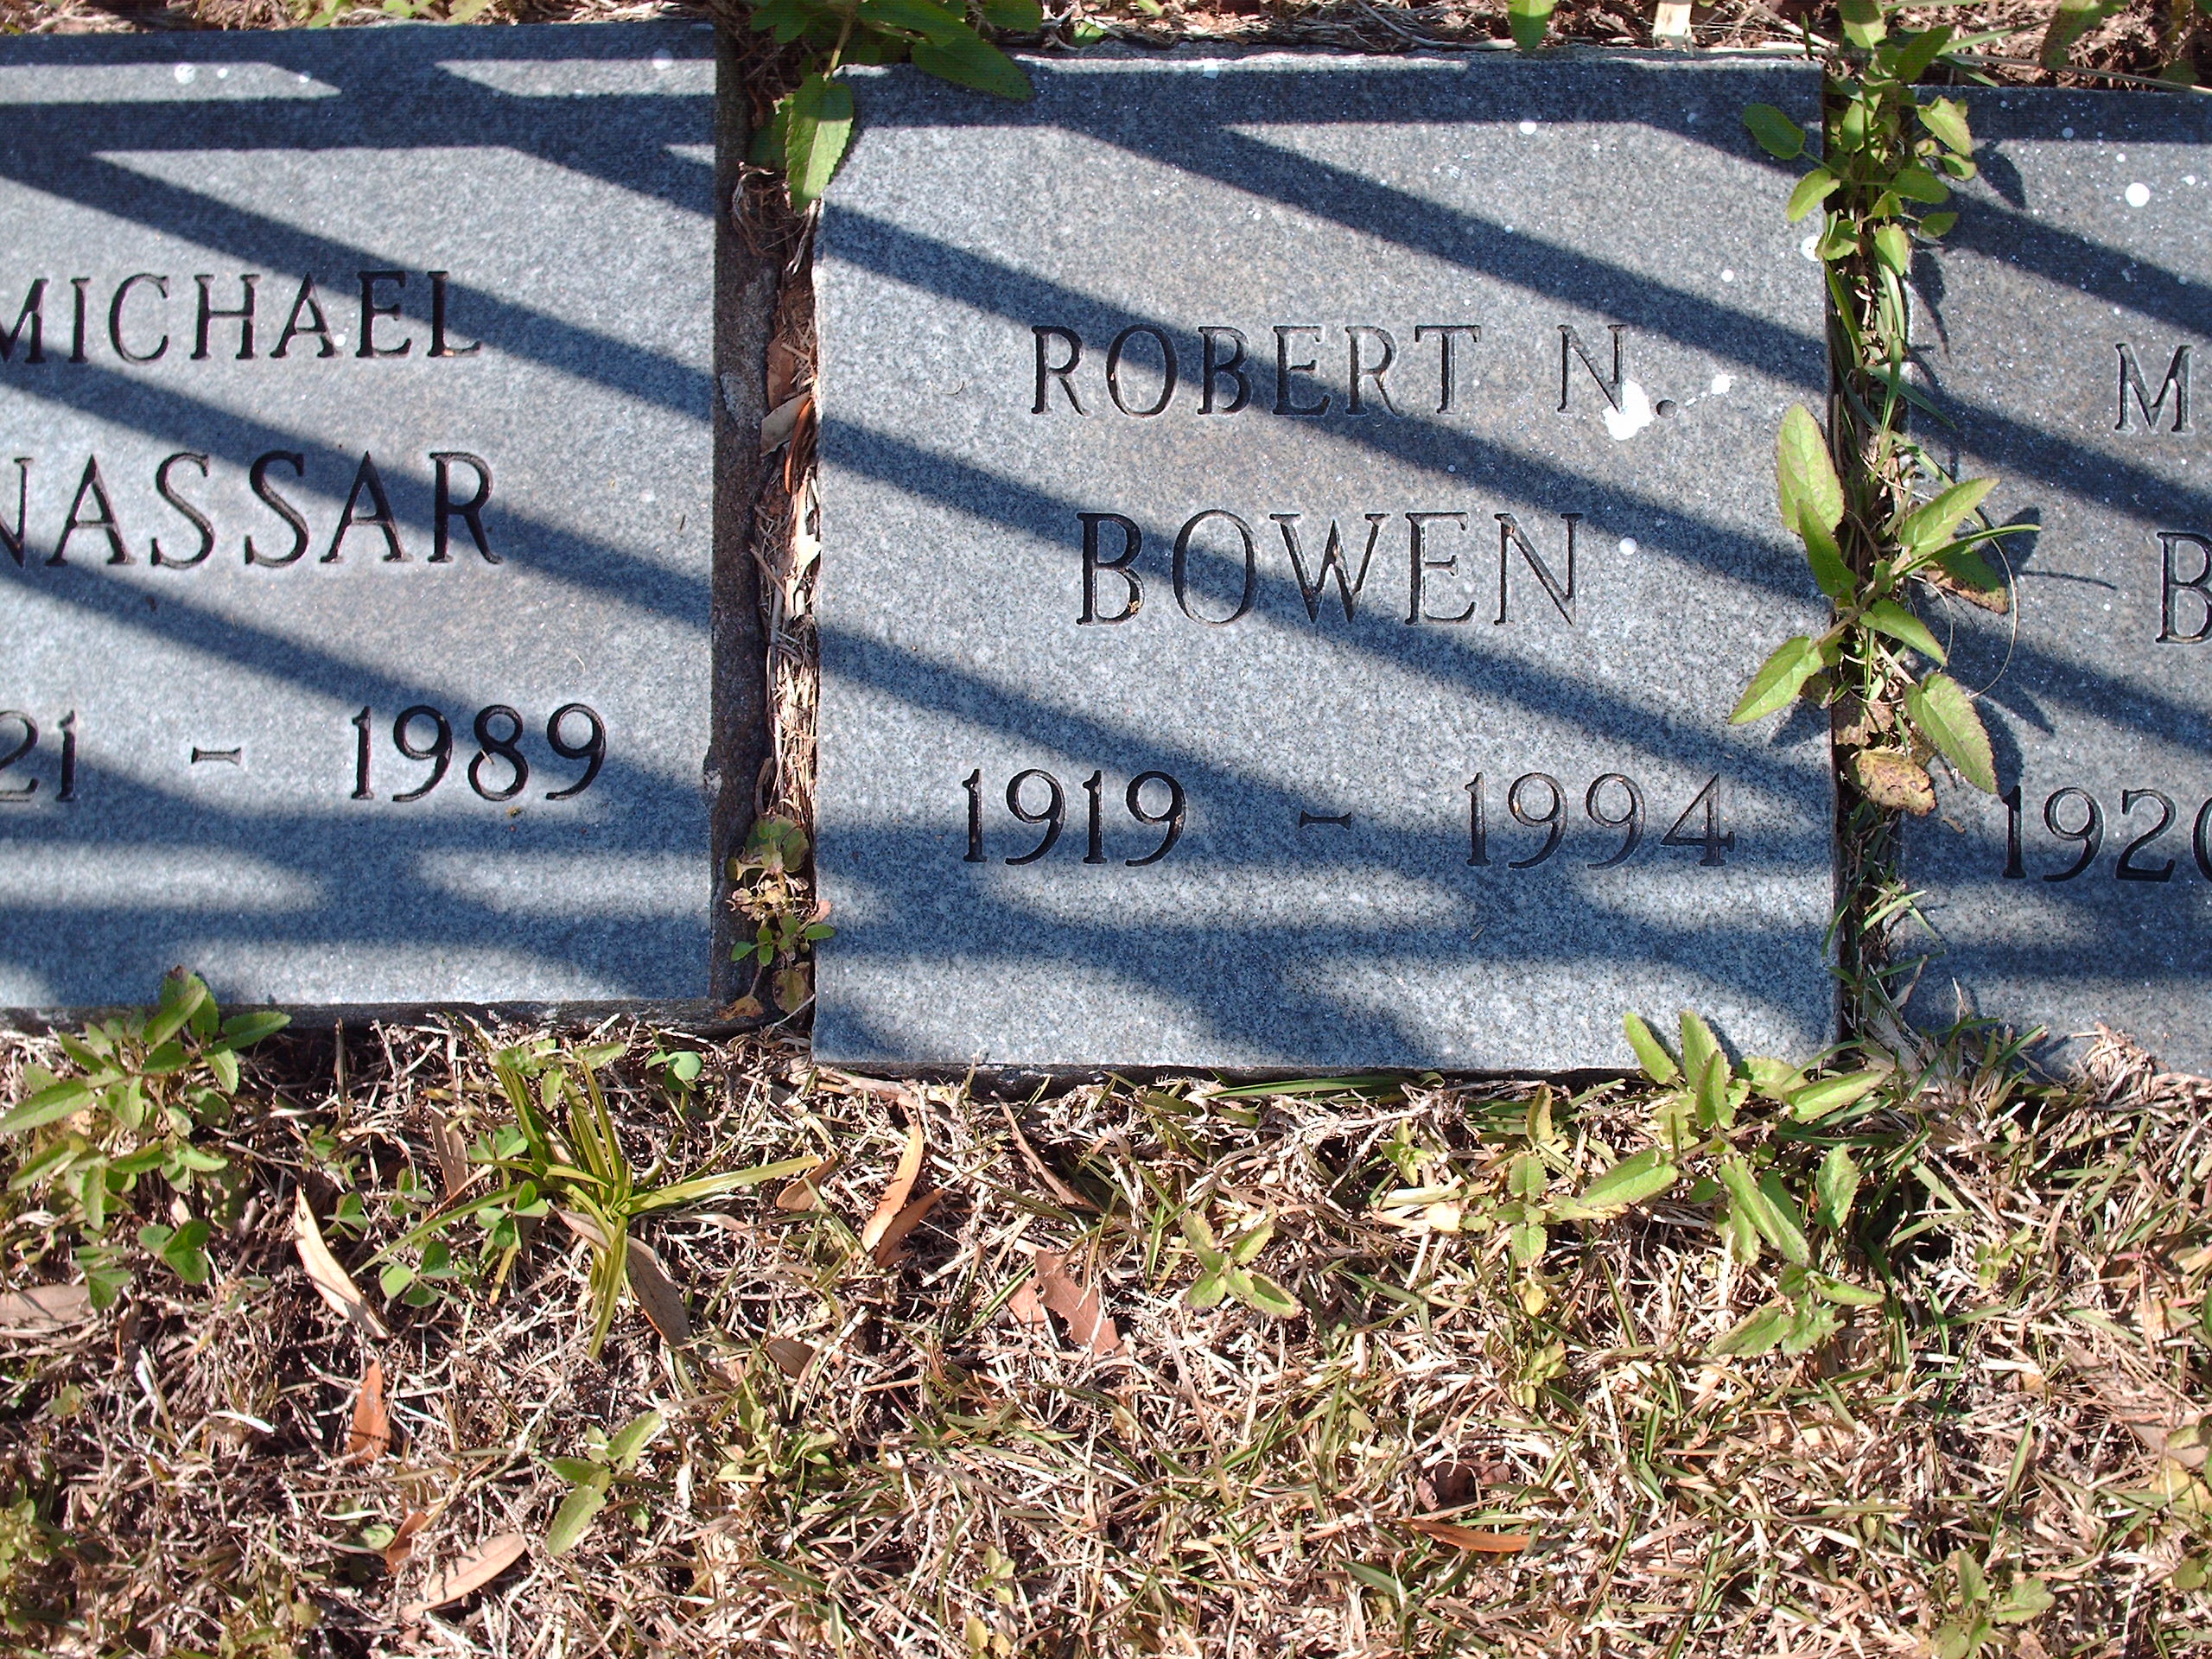 MICHAEL
NASSAR
21 - 1989
ROBERT N.
BOWEN
1919 - 1994
M
B
1920